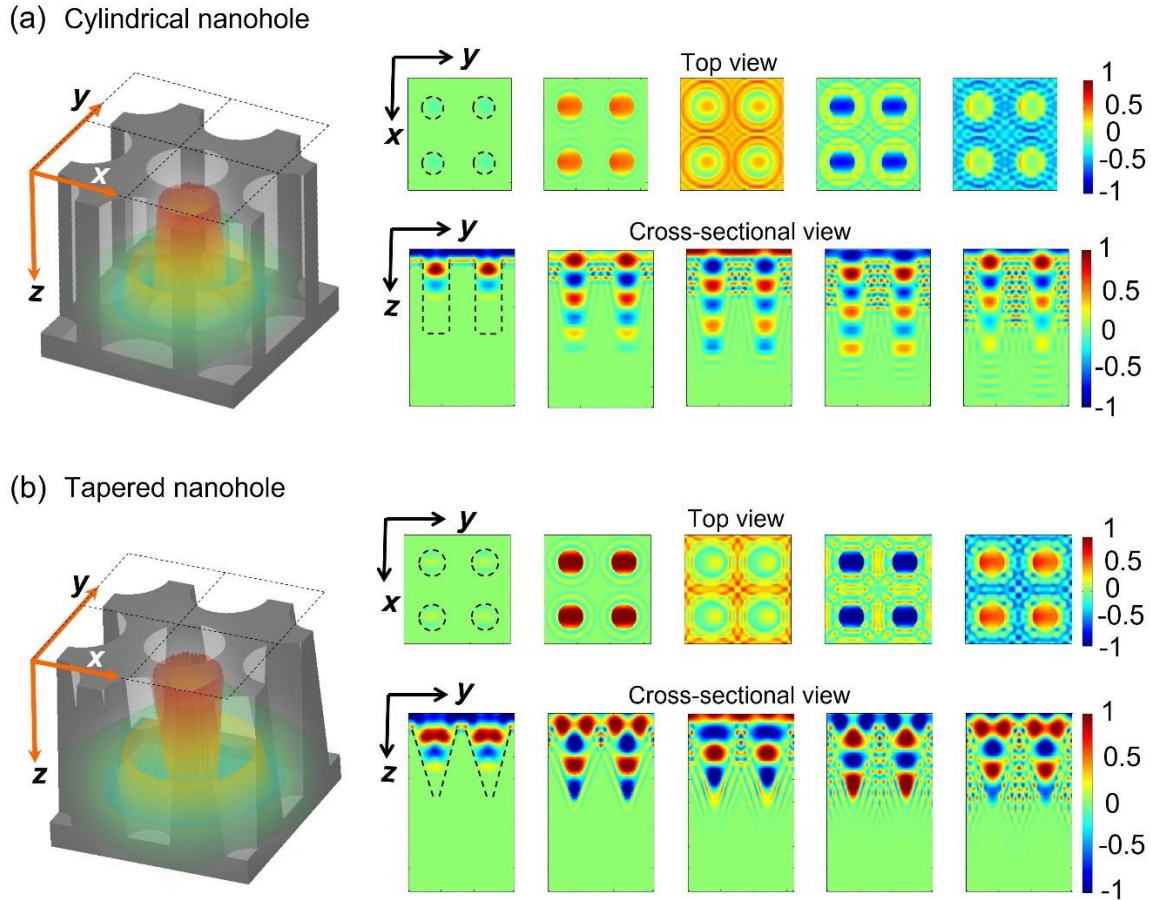 (a) Cylindrical nanohole
y
x
z
y
x
Top view
1
0.5
0
-0.5
-1
y
z
Cross-sectional view
1
0.5
0
-0.5
-1
(b) Tapered nanohole
y
x
z
y
x
Top view
1
0.5
0
-0.5
-1
y
z
Cross-sectional view
1
0.5
0
-0.5
-1